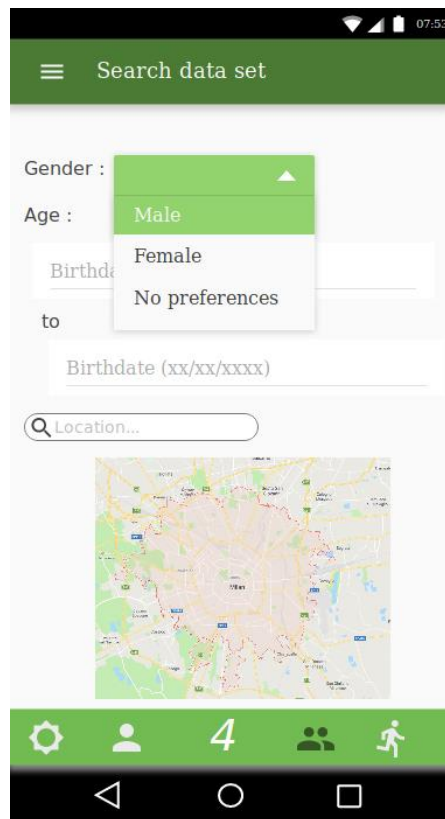 07:53
Search data set
Gender :
Age :
Male
Female
No preferences
Birthda
to
Birthdate (xx/xx/xxxx)
Location...
Milan
4